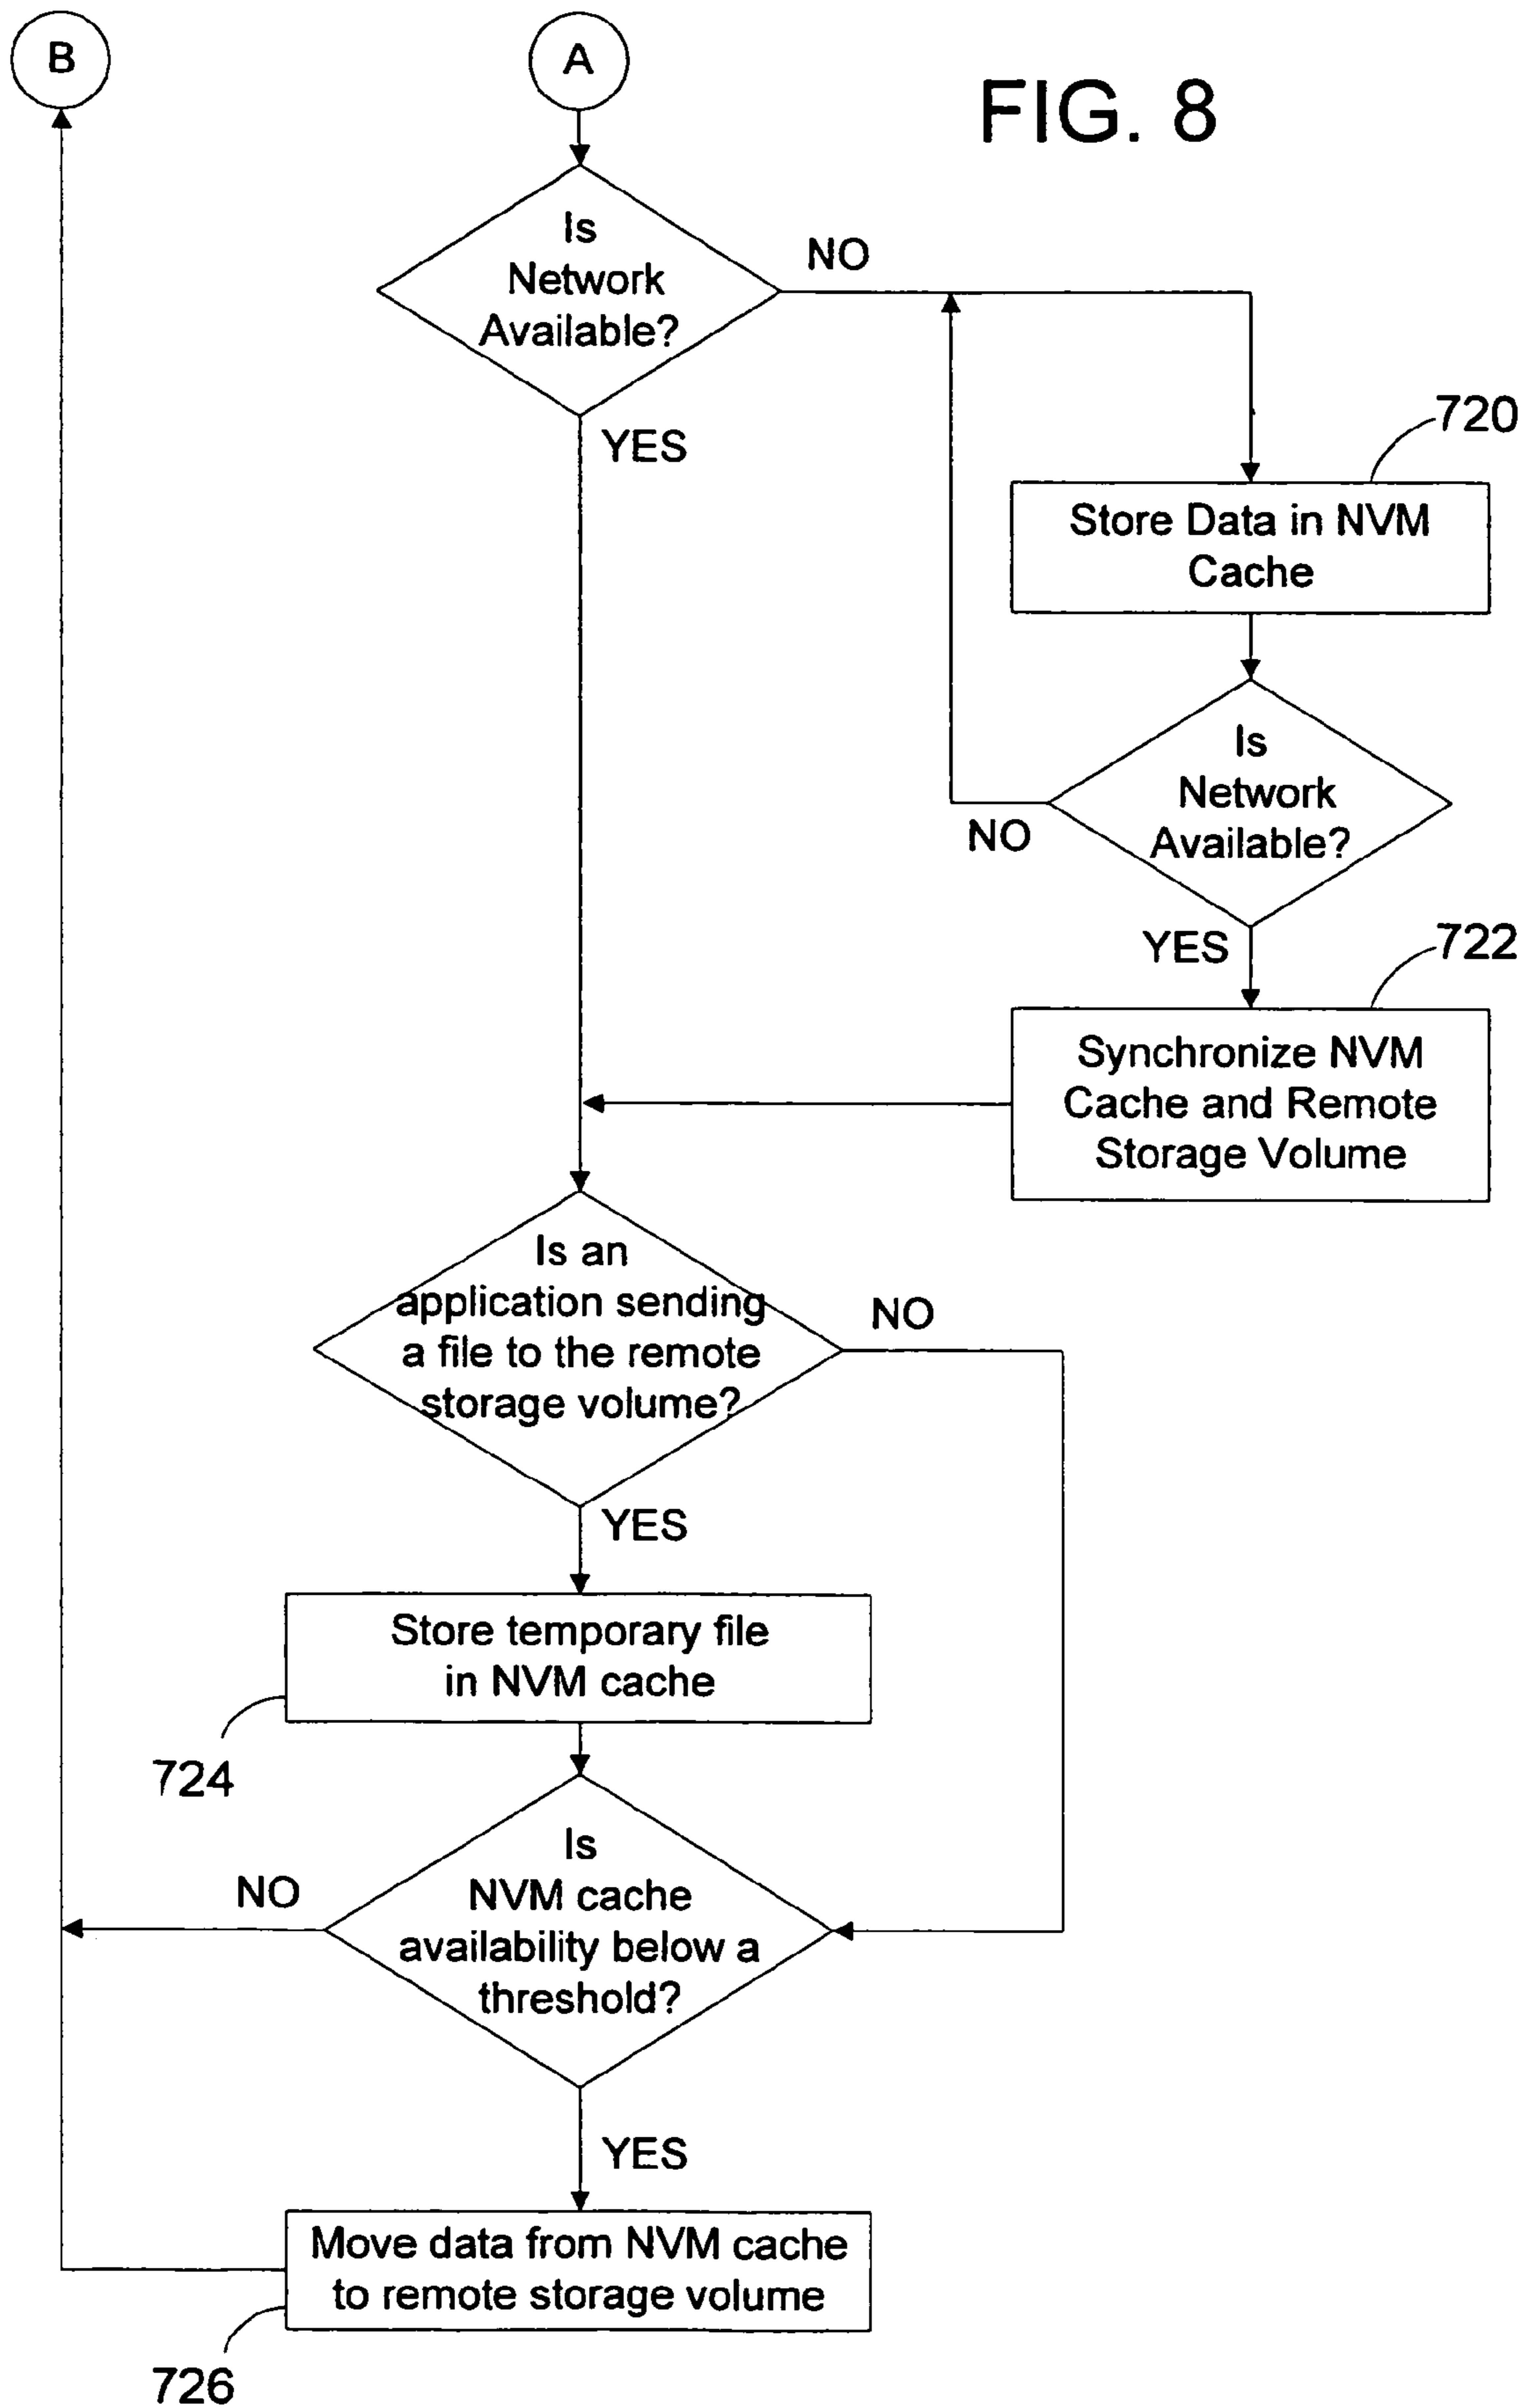 B
A
FIG. 8
Is
Network
Available?
NO
YES
720
Store Data in NVM
Cache
Is
Network
Available?
NO
YES
722
Synchronize NVM
Cache and Remote
Storage Volume
Is an
application sending
a file to the remote
storage volume?
NO
YES
Store temporary file
in NVM cache
724
Is
NVM cache
availability below a
threshold?
NO
YES
Move data from NVM cache
to remote storage volume
726